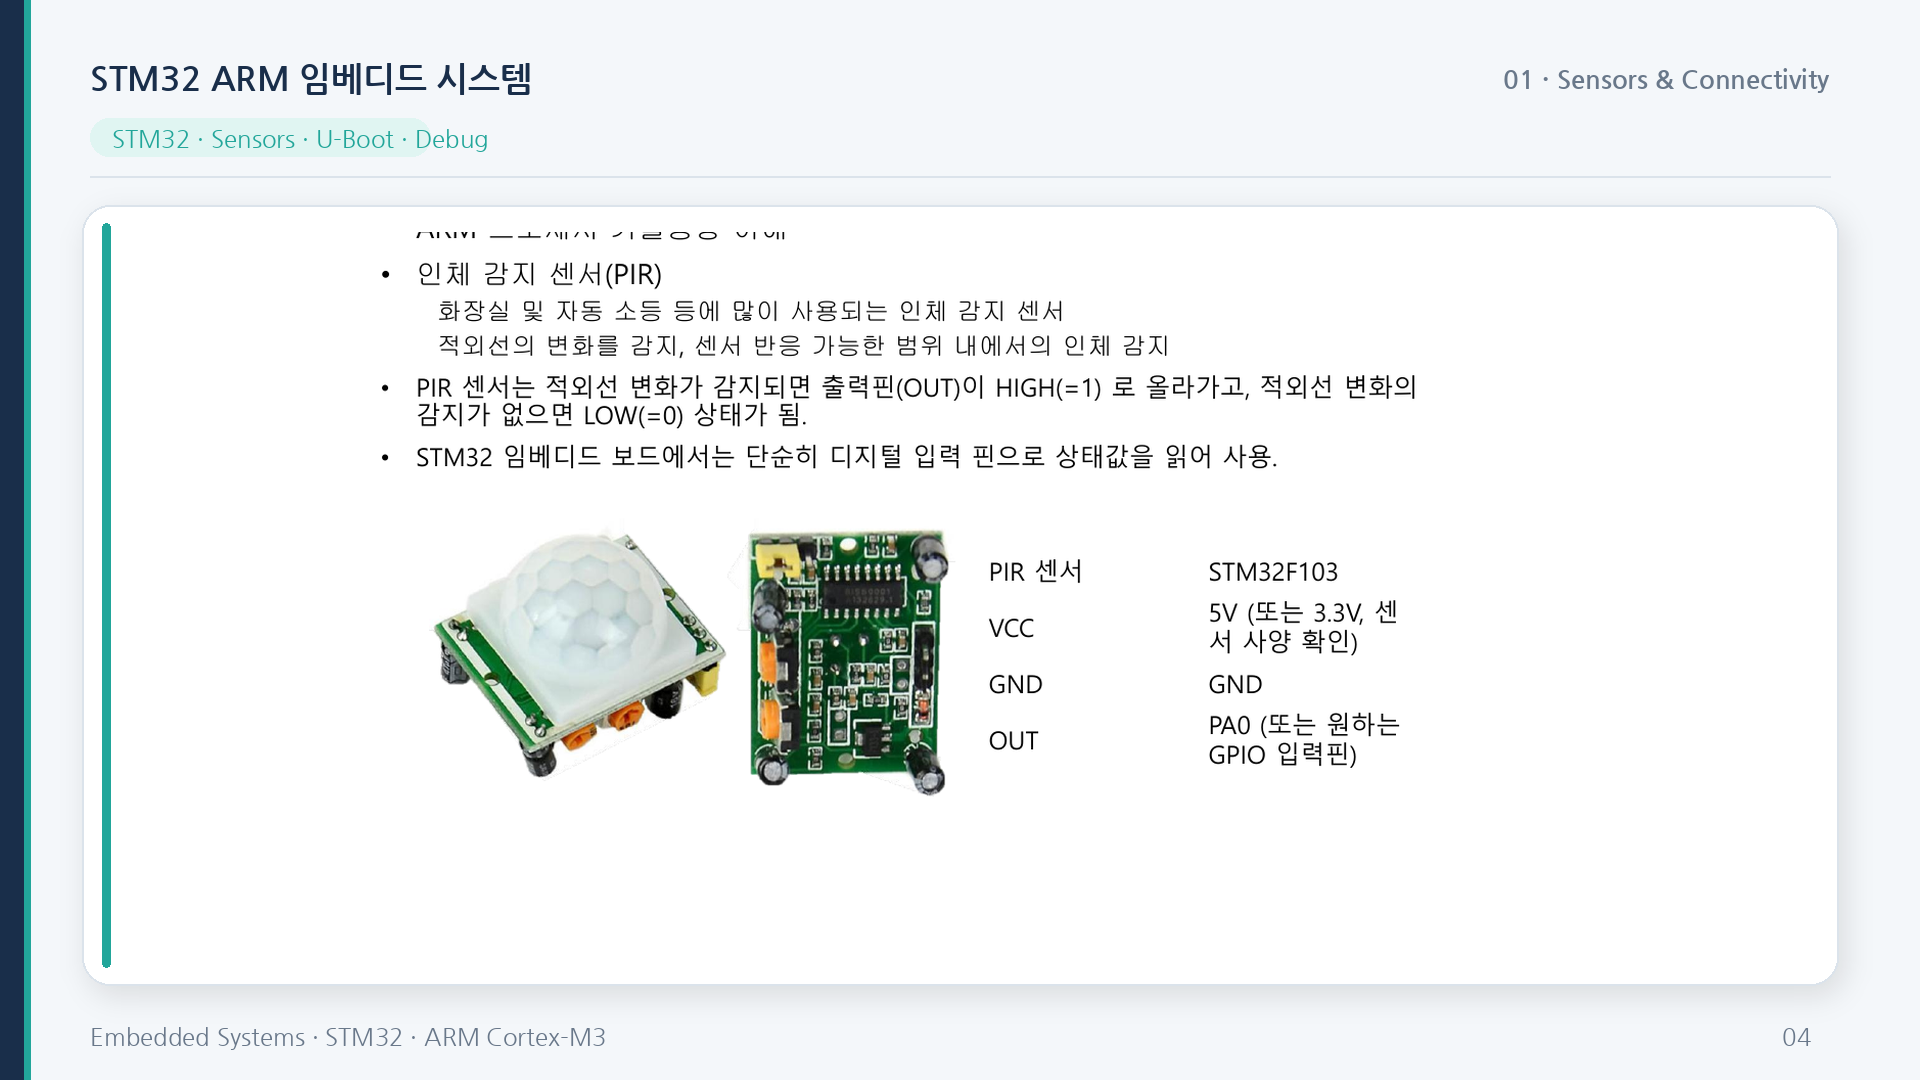 STM32 ARM 임베디드 시스템
01 · Sensors & Connectivity
STM32 · Sensors · U-Boot · Debug
• 인체 감지 센서(PIR)
화장실 및 자동 소등 등에 많이 사용되는 인체 감지 센서
적외선의 변화를 감지, 센서 반응 가능한 범위 내에서의 인체 감지
• PIR 센서는 적외선 변화가 감지되면 출력핀(OUT)이 HIGH(=1) 로 올라가고, 적외선 변화의
감지가 없으면 LOW(=0) 상태가 됨.
• STM32 임베디드 보드에서는 단순히 디지털 입력 핀으로 상태값을 읽어 사용.
PIR 센서 STM32F103
VCC 5V (또는 3.3V, 센
서 사양 확인)
GND GND
OUT PA0 (또는 원하는
GPIO 입력핀)
Embedded Systems · STM32 · ARM Cortex-M3
04